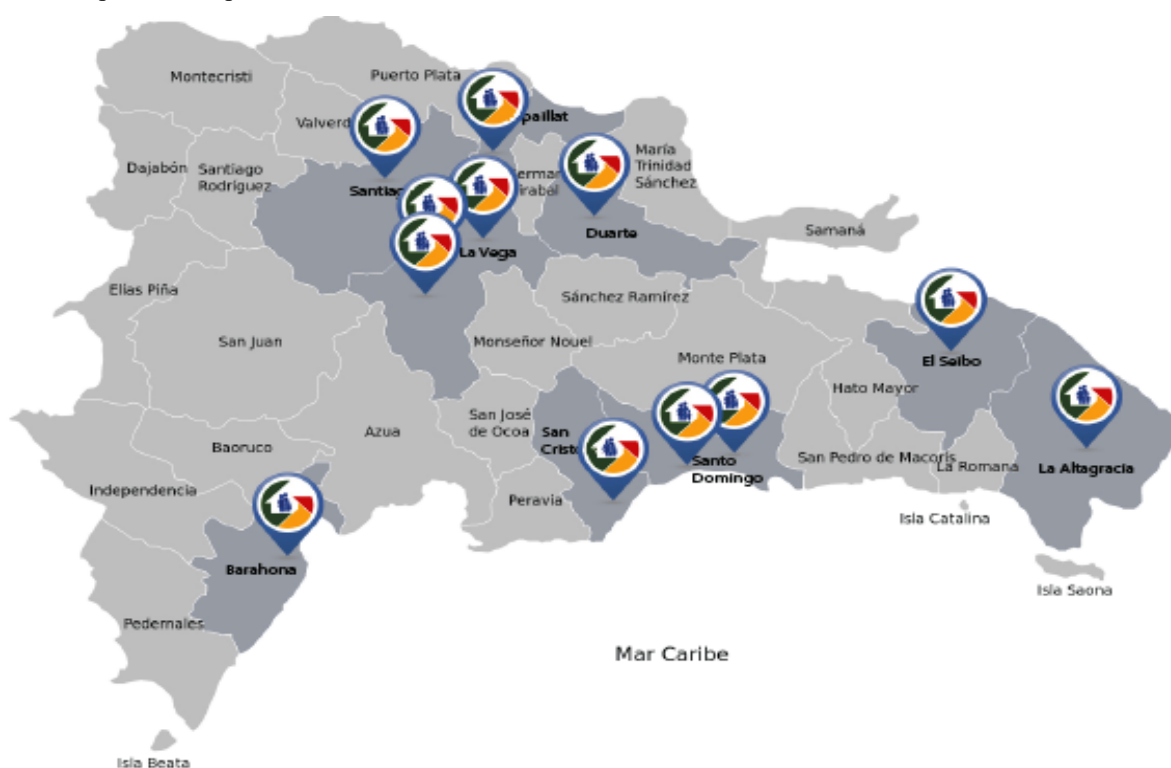 Montecristi
Puerto Plata
Valverd
paillat
Dajabón
Santiago
Rodríguez
María
Trinidad
Sánchez
Santiag
Duarte
La Vega
Samaná
Elías Piña
Sánchez Ramírez
San Juan
Monseñor Nouel
Monte Plata
El Seibo
Hato Mayor
San José
de Ocoa
Azua
San
Cristo
Baoruco
Santo
Domingo
San Pedro de Macorís
La Romana
La Altagracia
Independencia
Peravia
Isla Catalina
Barahona
Isla Saona
Pedernales
Mar Caribe
Isla Beata